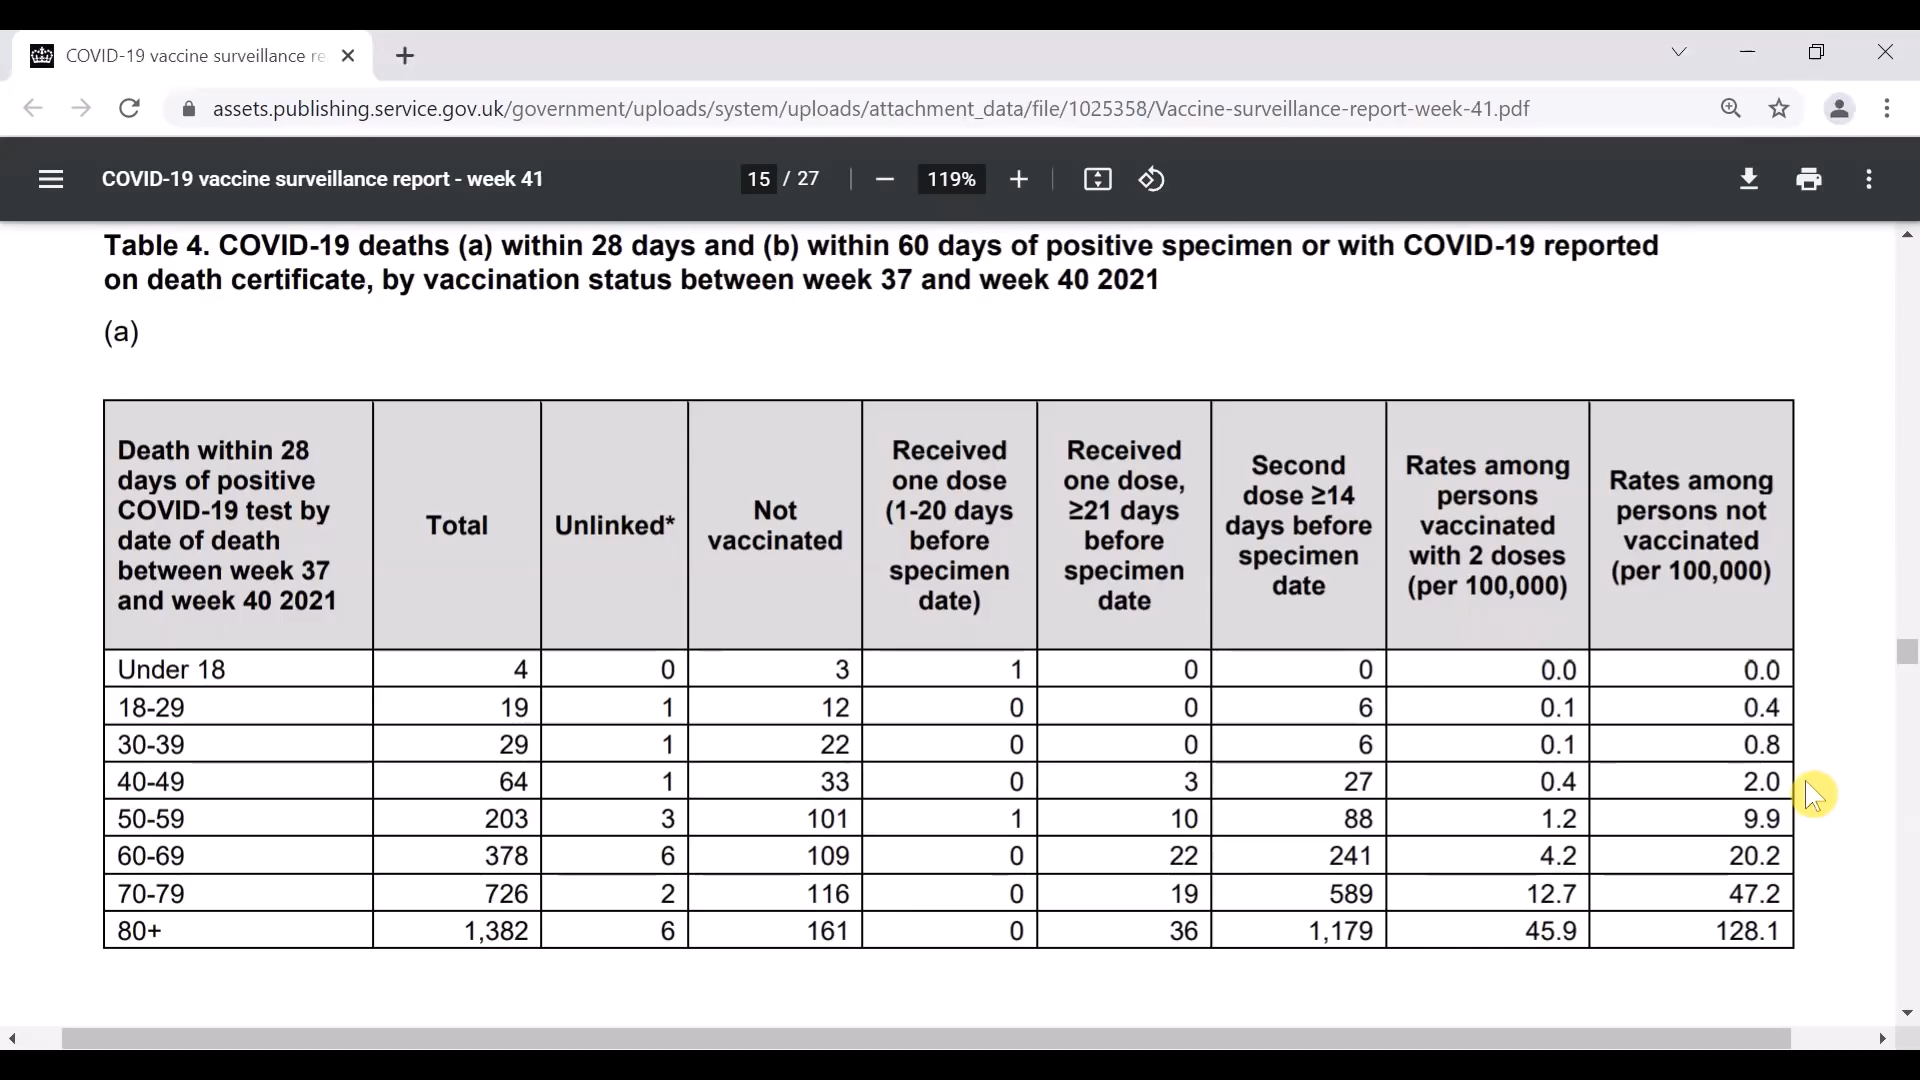 COVID-19 vaccine surveillance re
assets.publishing.service.gov.uk/government/uploads/system/uploads/attachment_data/file/1025358/Vaccine-surveillance-report-week-41.pdf
COVID-19 vaccine surveillance report - week 41 15 / 27 119%
Table 4. COVID-19 deaths (a) within 28 days and (b) within 60 days of positive specimen or with COVID-19 reported
on death certificate, by vaccination status between week 37 and week 40 2021
(a)
Death within 28
days of positive
COVID-19 test by
date of death
between week 37
and week 40 2021
Total
Unlinked*
Not
vaccinated
Received
one dose
(1-20 days
before
specimen
date)
Received
one dose,
≥21 days
before
specimen
date
Second
dose ≥14
days before
specimen
date
Rates among
persons
vaccinated
with 2 doses
(per 100,000)
Rates among
persons not
vaccinated
(per 100,000)
Under 18 4 0 3 1 0 0 0.0 0.0
18-29 19 1 12 0 0 6 0.1 0.4
30-39 29 1 22 0 0 6 0.1 0.8
40-49 64 1 33 0 3 27 0.4 2.0
50-59 203 3 101 1 10 88 1.2 9.9
60-69 378 6 109 0 22 241 4.2 20.2
70-79 726 2 116 0 19 589 12.7 47.2
80+ 1,382 6 161 0 36 1,179 45.9 128.1